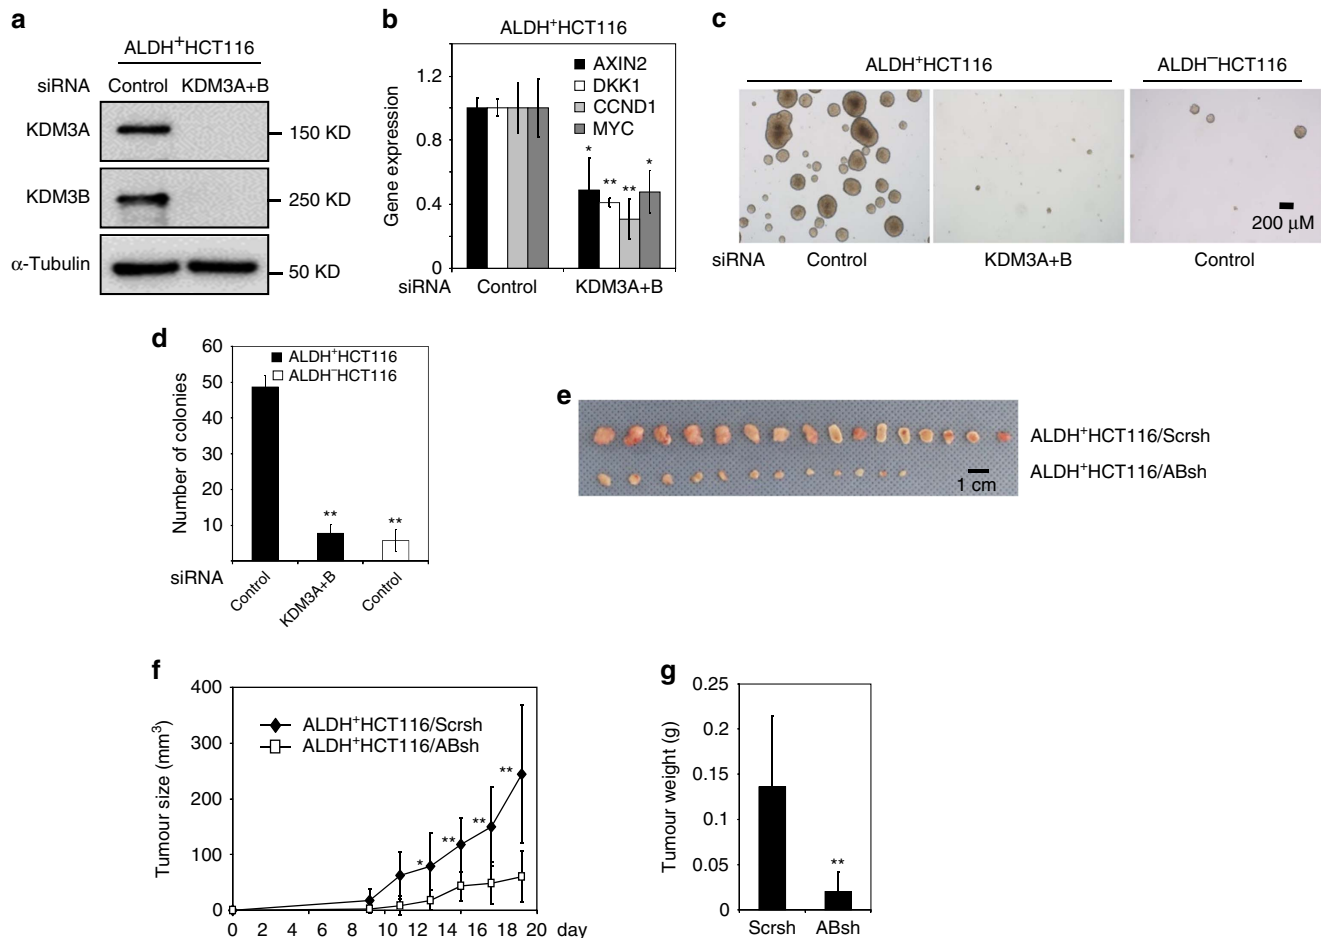 a
ALDH+HCT116
siRNA Control KDM3A+B
KDM3A
150 KD
KDM3B
250 KD
α-Tubulin
50 KD
b
ALDH+HCT116
Gene expression
1.2
0.8
0.4
0
AXIN2
DKK1
CCND1
MYC
* ** ** *
siRNA Control KDM3A+B
c
ALDH+HCT116
ALDH−HCT116
200 μM
siRNA Control KDM3A+B Control
d
Number of colonies
60
50
40
30
20
10
ALDH+HCT116
ALDH−HCT116
** **
siRNA Control KDM3A+B Control
e
ALDH+HCT116/Scrsh
ALDH+HCT116/ABsh
1 cm
f
Tumour size (mm3)
400
300
200
100
0
ALDH+HCT116/Scrsh
ALDH+HCT116/ABsh
* ** ** **
0 2 4 6 8 10 12 14 16 18 20 day
g
Tumour weight (g)
0.25
0.2
0.15
0.1
0.05
0
**
Scrsh ABsh